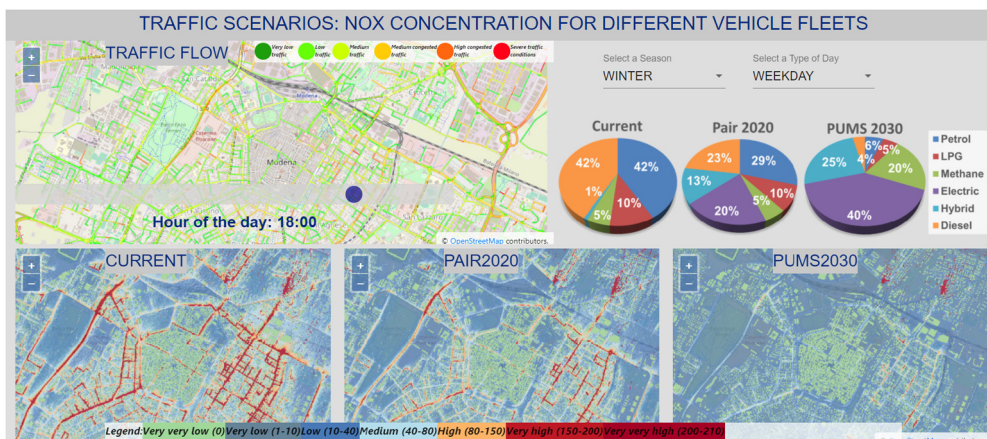 TRAFFIC SCENARIOS: NOX CONCENTRATION FOR DIFFERENT VEHICLE FLEETS
+
−
TRAFFIC FLOW
Very low traffic
Low traffic
Medium traffic
Medium congested traffic
High congested traffic
Severe traffic conditions
Modena
Modena
Hour of the day: 18:00
© OpenStreetMap contributors.
Select a Season
WINTER
Select a Type of Day
WEEKDAY
Current
42%
10%
5%
1%
42%
Pair 2020
29%
10%
5%
20%
13%
23%
PUMS 2030
6%
5%
20%
40%
25%
4%
Petrol
LPG
Methane
Electric
Hybrid
Diesel
+
−
CURRENT
+
−
PAIR2020
+
−
PUMS2030
Legend: Very very low (0) Very low (1-10) Low (10-40) Medium (40-80) High (80-150) Very high (150-200) Very very high (200-210)